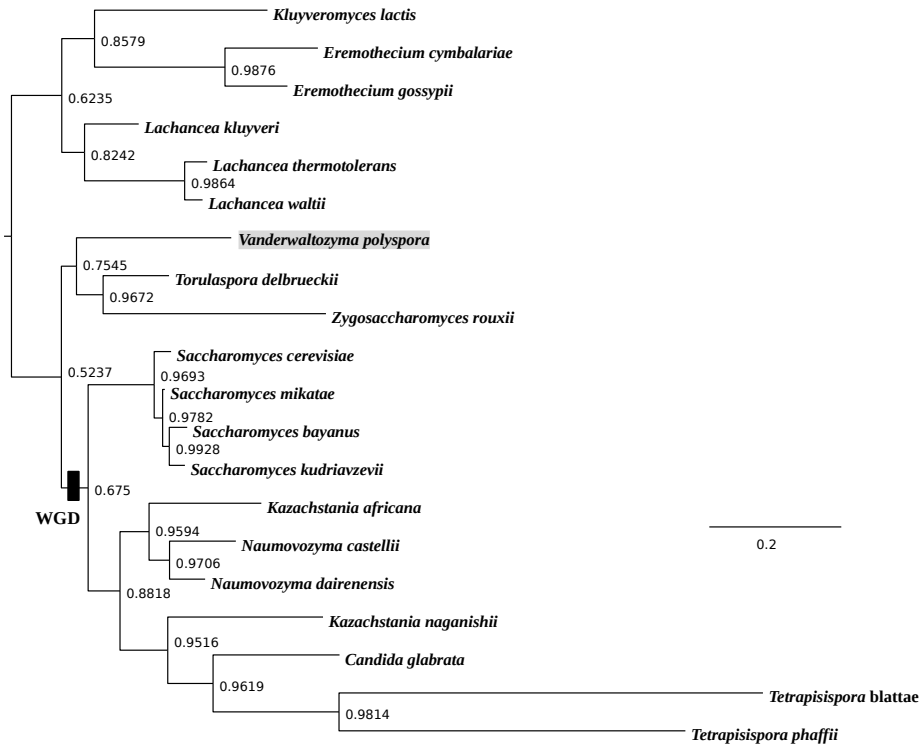 Kluyveromyces lactis
0.8579
Eremothecium cymbalariae
0.9876
Eremothecium gossypii
0.6235
Lachancea kluyveri
0.8242
Lachancea thermotolerans
0.9864
Lachancea waltii
Vanderwaltozyma polyspora
0.7545
Torulaspora delbrueckii
0.9672
Zygosaccharomyces rouxii
Saccharomyces cerevisiae
0.5237
0.9693
Saccharomyces mikatae
0.9782
Saccharomyces bayanus
0.9928
Saccharomyces kudriavzevii
0.675
WGD
Kazachstania africana
0.9594
Naumovozyma castellii
0.2
0.9706
Naumovozyma dairenensis
0.8818
Kazachstania naganishii
0.9516
Candida glabrata
0.9619
Tetrapisispora blattae
0.9814
Tetrapisispora phaffii